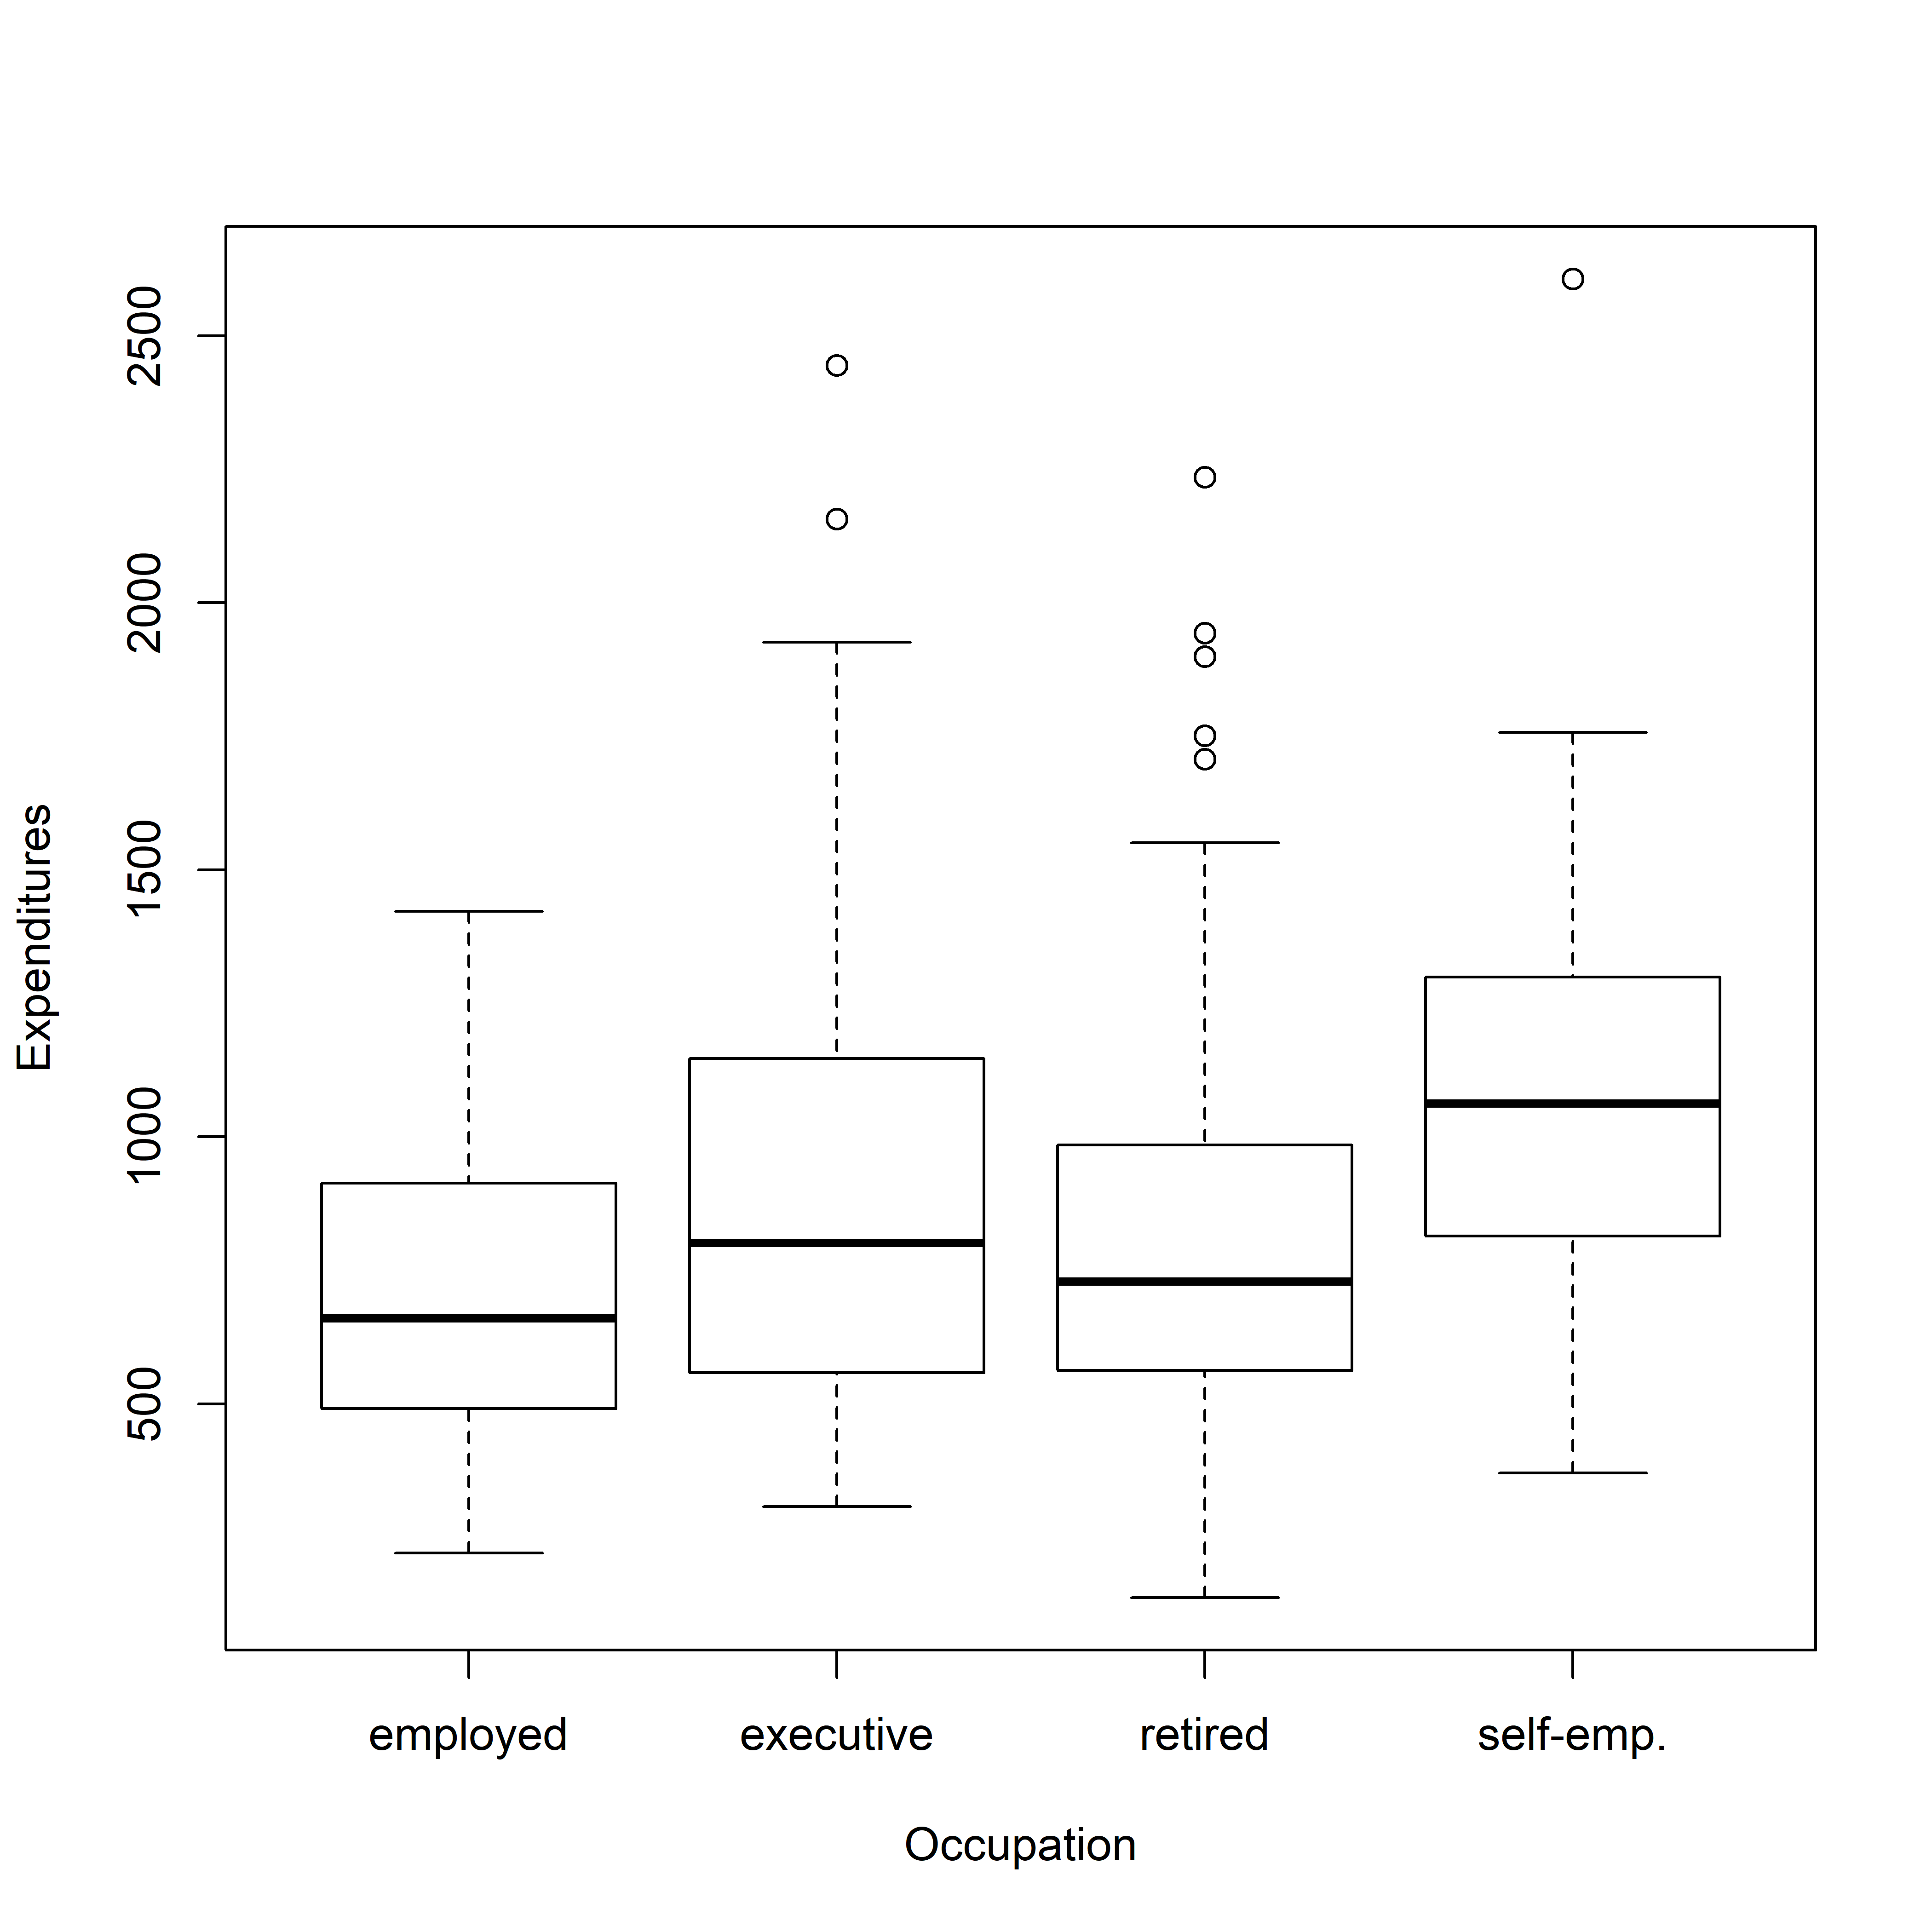 2500
2000
1500
1000
500
Expenditures
employed
executive
retired
self-emp.
Occupation